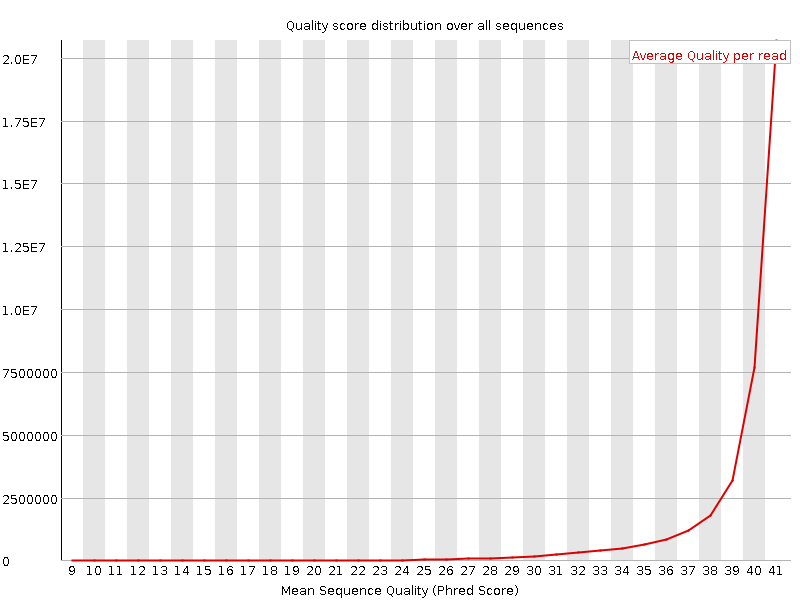 Quality score distribution over all sequences
Average Quality per read
2.0E7
1.75E7
1.5E7
1.25E7
1.0E7
7500000
5000000
2500000
0
9 10 11 12 13 14 15 16 17 18 19 20 21 22 23 24 25 26 27 28 29 30 31 32 33 34 35 36 37 38 39 40 41
Mean Sequence Quality (Phred Score)